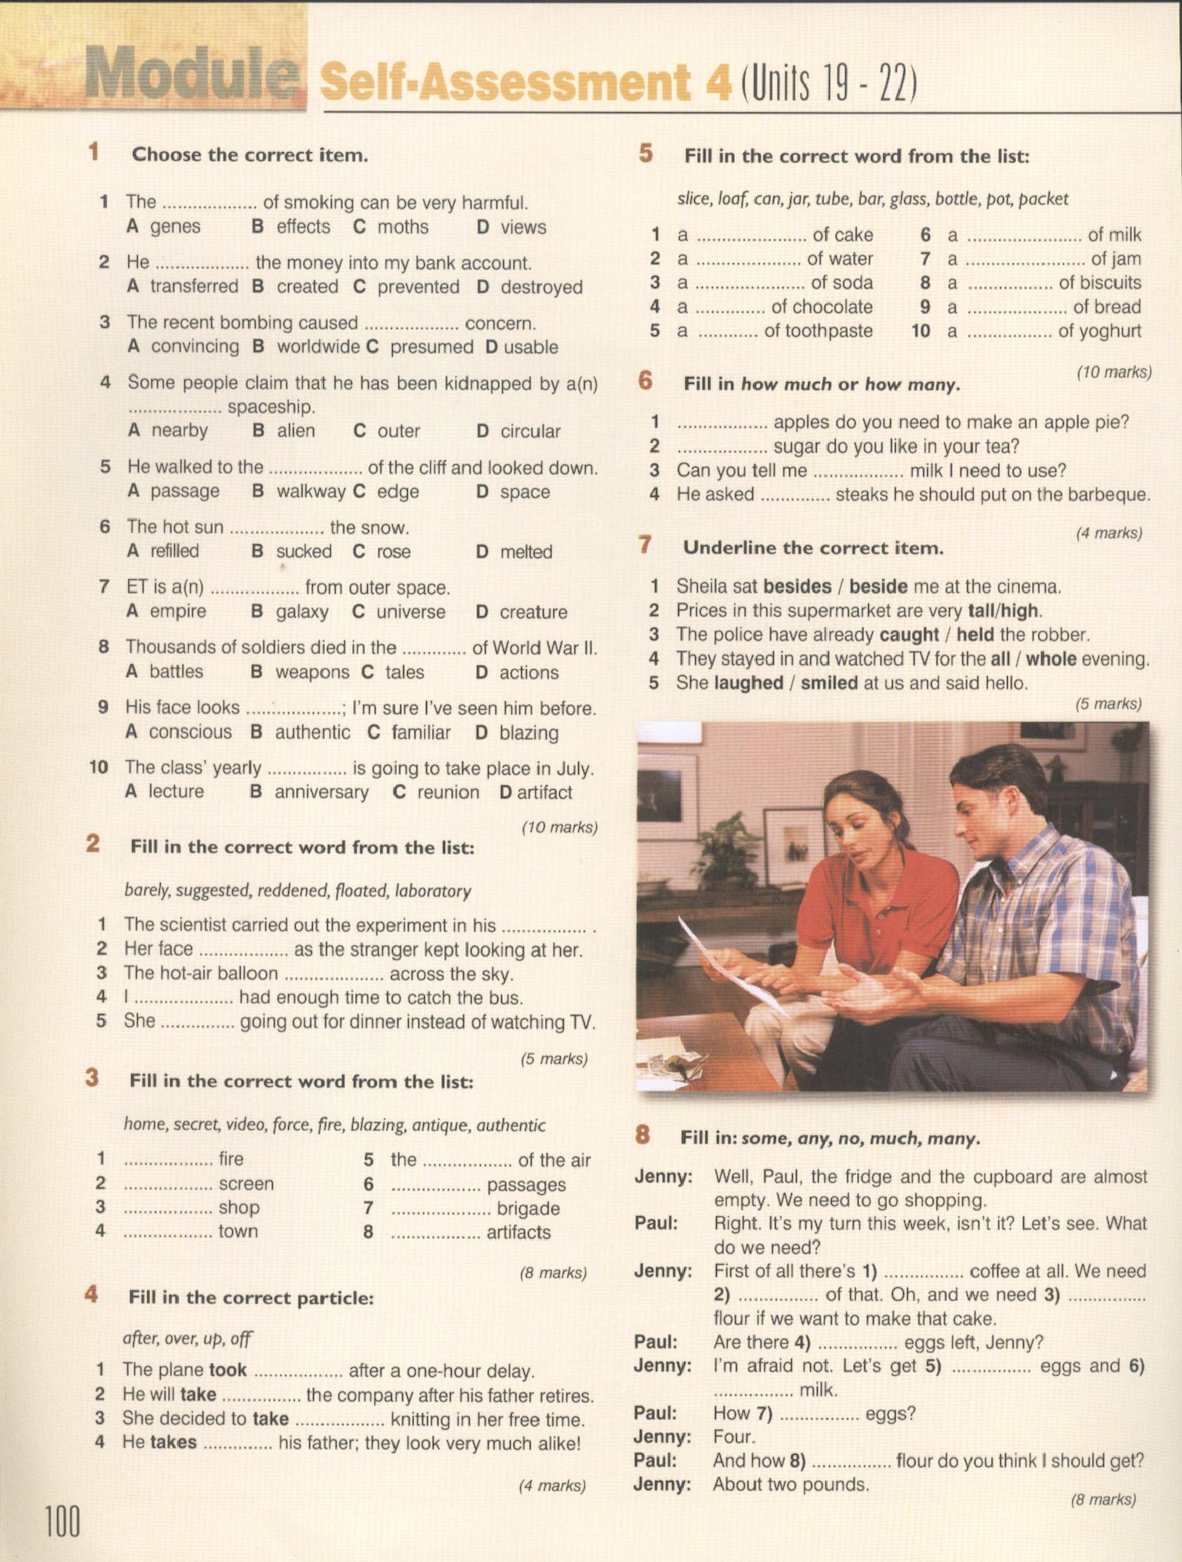 Module Self-Assessment 4 (Units 19 - 22)
1 Choose the correct item.
1 The ................... of smoking can be very harmful.
A genes B effects C moths D views
2 He ................... the money into my bank account.
A transferred B created C prevented D destroyed
3 The recent bombing caused ................... concern.
A convincing B worldwide C presumed D usable
4 Some people claim that he has been kidnapped by a(n)
................... spaceship.
A nearby B alien C outer D circular
5 He walked to the ................... of the cliff and looked down.
A passage B walkway C edge D space
6 The hot sun ................... the snow.
A refilled B sucked C rose D melted
7 ET is a(n) .................. from outer space.
A empire B galaxy C universe D creature
8 Thousands of soldiers died in the ............. of World War II.
A battles B weapons C tales D actions
9 His face looks ...................; I'm sure I've seen him before.
A conscious B authentic C familiar D blazing
10 The class' yearly ................ is going to take place in July.
A lecture B anniversary C reunion D artifact
(10 marks)
2 Fill in the correct word from the list:
barely, suggested, reddened, floated, laboratory
1 The scientist carried out the experiment in his ................. .
2 Her face .................. as the stranger kept looking at her.
3 The hot-air balloon .................... across the sky.
4 I .................... had enough time to catch the bus.
5 She ............... going out for dinner instead of watching TV.
(5 marks)
3 Fill in the correct word from the list:
home, secret, video, force, fire, blazing, antique, authentic
1 .................. fire 5 the .................. of the air
2 .................. screen 6 .................. passages
3 .................. shop 7 .................... brigade
4 .................. town 8 .................. artifacts
(8 marks)
4 Fill in the correct particle:
after, over, up, off
1 The plane took .................. after a one-hour delay.
2 He will take ................ the company after his father retires.
3 She decided to take .................. knitting in her free time.
4 He takes .............. his father; they look very much alike!
(4 marks)
100
5 Fill in the correct word from the list:
slice, loaf, can, jar, tube, bar, glass, bottle, pot, packet
1 a ...................... of cake 6 a ....................... of milk
2 a ..................... of water 7 a ........................ of jam
3 a ...................... of soda 8 a ................. of biscuits
4 a .............. of chocolate 9 a .................... of bread
5 a ............ of toothpaste 10 a ................. of yoghurt
(10 marks)
6 Fill in how much or how many.
1 .................. apples do you need to make an apple pie?
2 .................. sugar do you like in your tea?
3 Can you tell me .................. milk I need to use?
4 He asked .............. steaks he should put on the barbeque.
(4 marks)
7 Underline the correct item.
1 Sheila sat besides / beside me at the cinema.
2 Prices in this supermarket are very tall/high.
3 The police have already caught / held the robber.
4 They stayed in and watched TV for the all / whole evening.
5 She laughed / smiled at us and said hello.
(5 marks)
8 Fill in: some, any, no, much, many.
Jenny: Well, Paul, the fridge and the cupboard are almost
empty. We need to go shopping.
Paul: Right. It's my turn this week, isn't it? Let's see. What
do we need?
Jenny: First of all there's 1) ................ coffee at all. We need
2) ................ of that. Oh, and we need 3) ................
flour if we want to make that cake.
Paul: Are there 4) ................ eggs left, Jenny?
Jenny: I'm afraid not. Let's get 5) ................ eggs and 6)
................ milk.
Paul: How 7) ................ eggs?
Jenny: Four.
Paul: And how 8) ................ flour do you think I should get?
Jenny: About two pounds.
(8 marks)